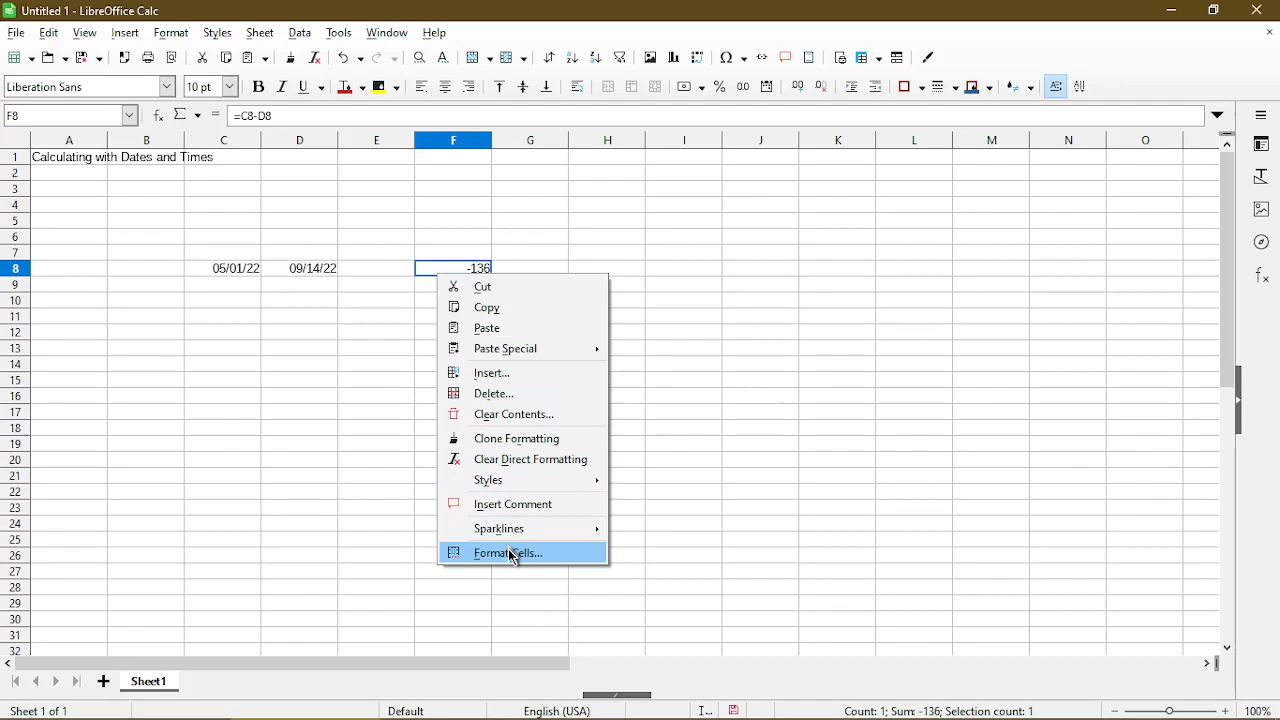 Untitled 1 - LibreOffice Calc
File Edit View Insert Format Styles Sheet Data Tools Window Help
Liberation Sans 10 pt
F8 =C8-D8
A B C D E F G H I J K L M N O
1 Calculating with Dates and Times
2
3
4
5
6
7
8 05/01/22 09/14/22 -136
9
10
11
12
13
14
15
16
17
18
19
20
21
22
23
24
25
26
27
28
29
30
31
32
Cut
Copy
Paste
Paste Special
Insert...
Delete...
Clear Contents...
Clone Formatting
Clear Direct Formatting
Styles
Insert Comment
Sparklines
Format Cells...
Sheet1
Sheet 1 of 1 Default English (USA) Count: 1; Sum: -136; Selection count: 1 100%